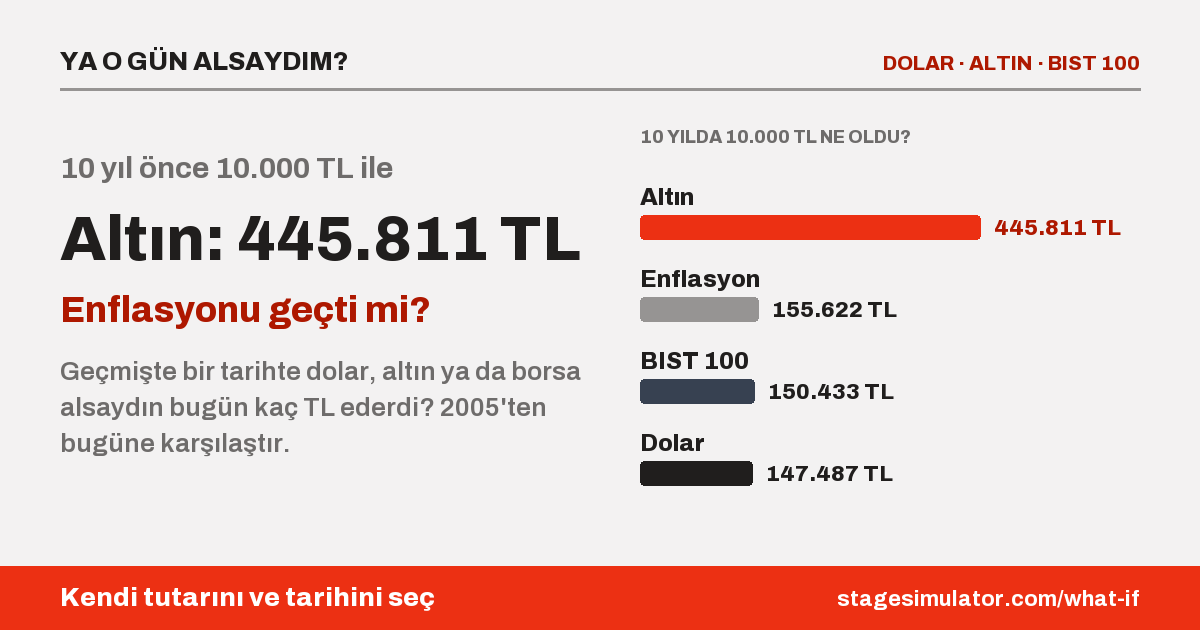 YA O GÜN ALSAYDIM?
DOLAR · ALTIN · BIST 100
10 yıl önce 10.000 TL ile
Altın: 445.811 TL
Enflasyonu geçti mi?
Geçmişte bir tarihte dolar, altın ya da borsa
alsaydın bugün kaç TL ederdi? 2005'ten
bugüne karşılaştır.
10 YILDA 10.000 TL NE OLDU?
Altın
445.811 TL
Enflasyon
155.622 TL
BIST 100
150.433 TL
Dolar
147.487 TL
Kendi tutarını ve tarihini seç
stagesimulator.com/what-if